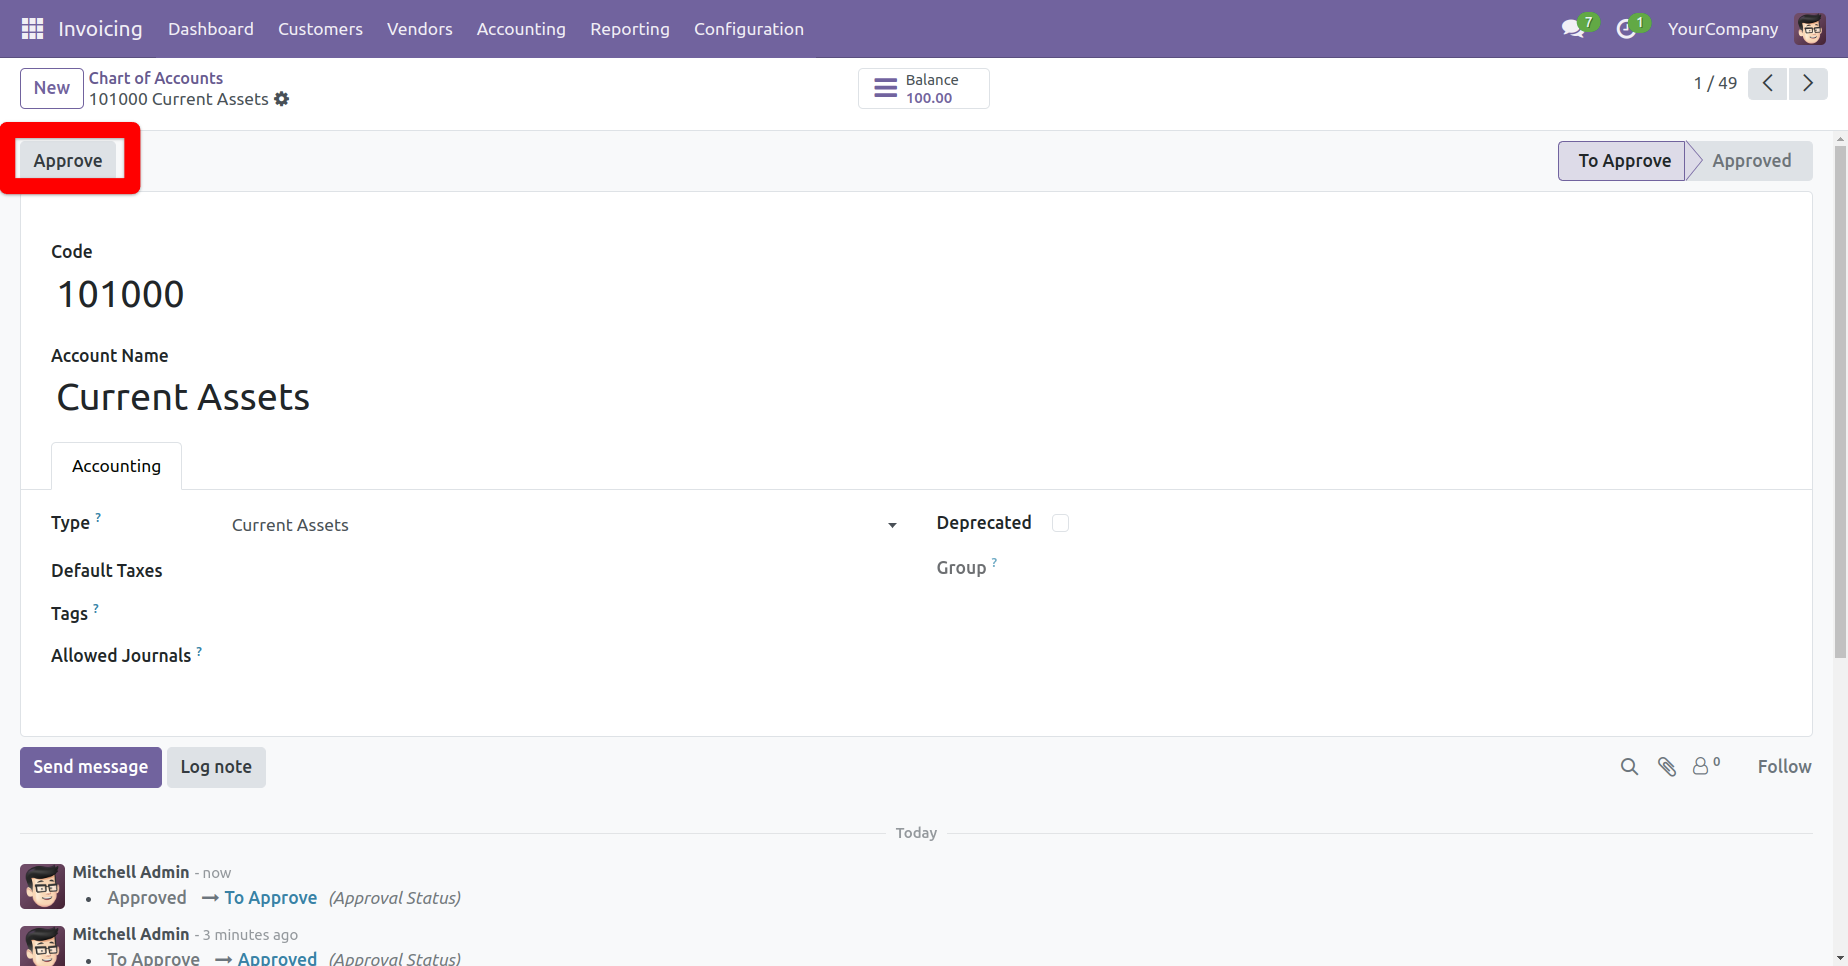 Invoicing Dashboard Customers Vendors Accounting Reporting Configuration 7 1 YourCompany
New Chart of Accounts
101000 Current Assets
Balance
100.00
1 / 49
Approve To Approve Approved
Code
101000
Account Name
Current Assets
Accounting
Type ? Current Assets Deprecated
Default Taxes Group ?
Tags ?
Allowed Journals ?
Send message Log note 0 Follow
Today
Mitchell Admin - now
• Approved → To Approve (Approval Status)
Mitchell Admin - 3 minutes ago
• To Approve → Approved (Approval Status)